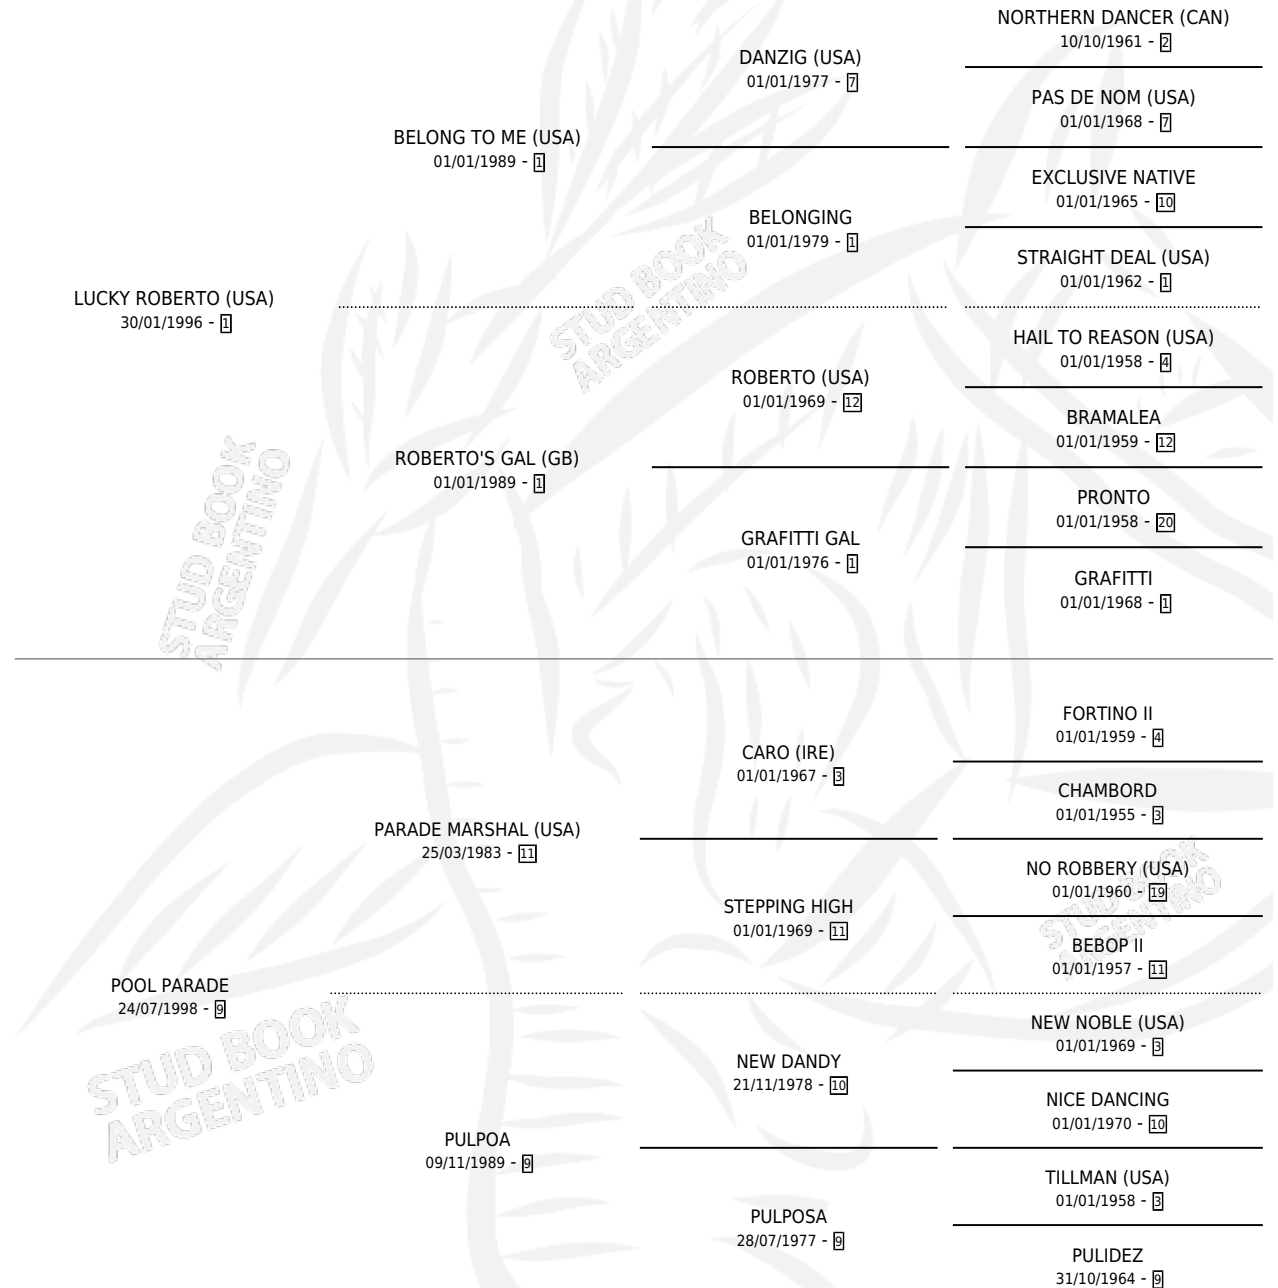 NORTHERN DANCER (CAN)
10/10/1961 - 2
DANZIG (USA)
01/01/1977 - 7
PAS DE NOM (USA)
01/01/1968 - 7
BELONG TO ME (USA)
01/01/1989 - 1
EXCLUSIVE NATIVE
01/01/1965 - 10
BELONGING
01/01/1979 - 1
STRAIGHT DEAL (USA)
01/01/1962 - 1
LUCKY ROBERTO (USA)
30/01/1996 - 1
HAIL TO REASON (USA)
01/01/1958 - 4
ROBERTO (USA)
01/01/1969 - 12
BRAMALEA
01/01/1959 - 12
ROBERTO'S GAL (GB)
01/01/1989 - 1
PRONTO
01/01/1958 - 20
GRAFITTI GAL
01/01/1976 - 1
GRAFITTI
01/01/1968 - 1
STUD BOOK
ARGENTINO
STUD BOOK
ARGENTINO
FORTINO II
01/01/1959 - 4
CARO (IRE)
01/01/1967 - 3
CHAMBORD
01/01/1955 - 3
PARADE MARSHAL (USA)
25/03/1983 - 11
NO ROBBERY (USA)
01/01/1960 - 19
STEPPING HIGH
01/01/1969 - 11
BEBOP II
01/01/1957 - 11
POOL PARADE
24/07/1998 - 9
NEW NOBLE (USA)
01/01/1969 - 3
NEW DANDY
21/11/1978 - 10
NICE DANCING
01/01/1970 - 10
PULPOA
09/11/1989 - 9
TILLMAN (USA)
01/01/1958 - 3
PULPOSA
28/07/1977 - 9
PULIDEZ
31/10/1964 - 9
STUD BOOK
ARGENTINO
STUD BOOK
ARGENTINO